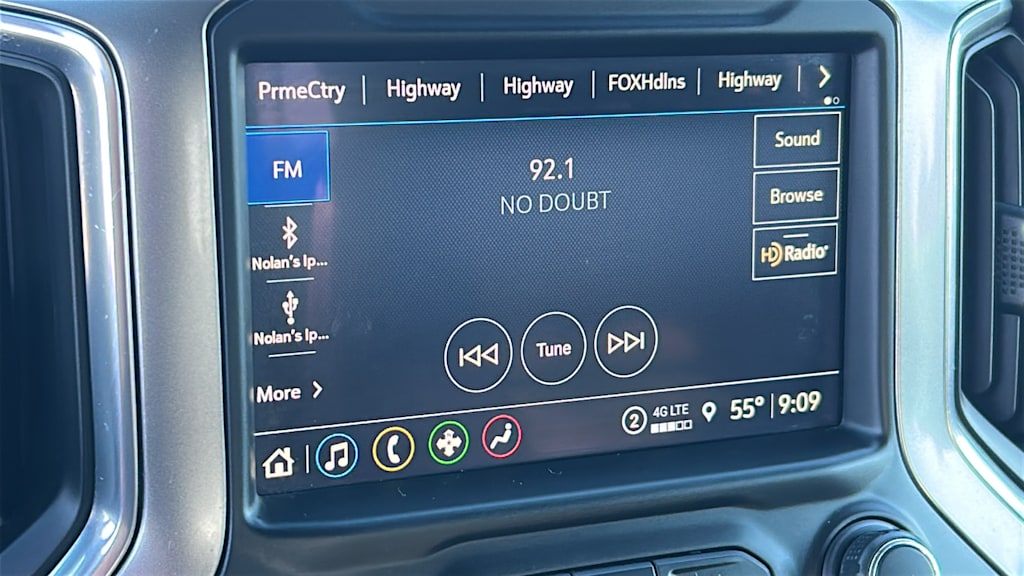 PrmeCtry | Highway | Highway | FOXHdlns | Highway
FM
92.1
NO DOUBT
Sound
Browse
HD Radio®
Nolan's Ip...
Nolan's Ip...
Tune
More
2 4G LTE 55° 9:09